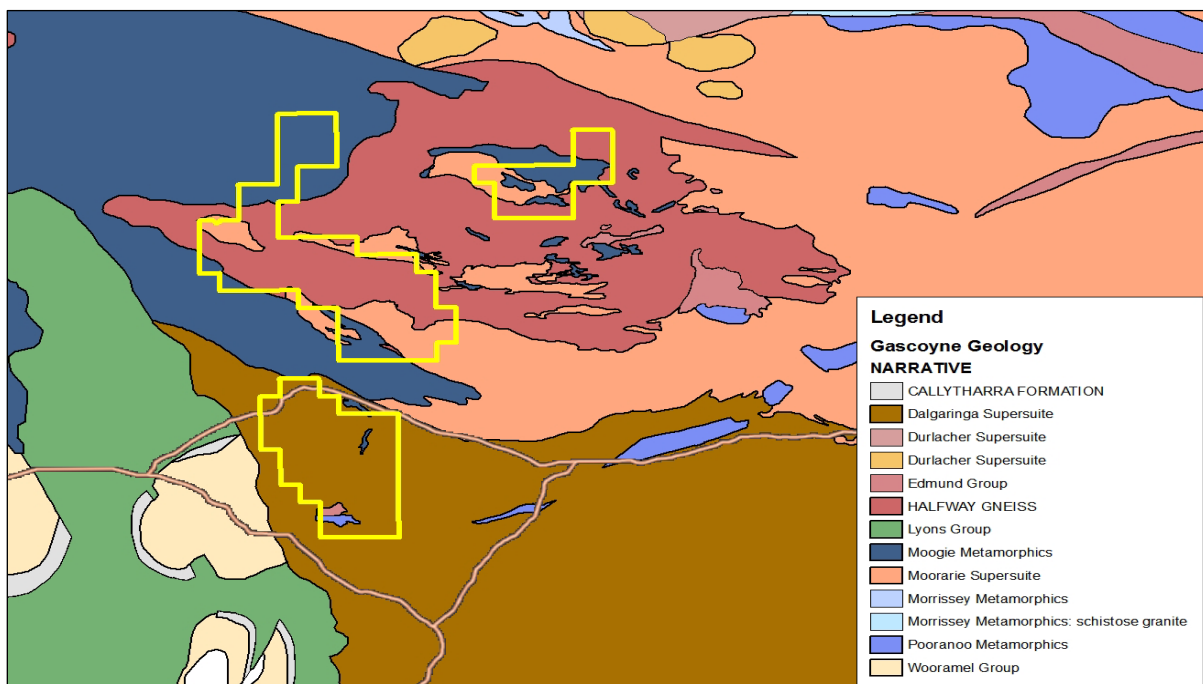 Legend
Gascoyne Geology
NARRATIVE
CALLYTHARRA FORMATION
Dalgaringa Supersuite
Durlacher Supersuite
Durlacher Supersuite
Edmund Group
HALFWAY GNEISS
Lyons Group
Moogie Metamorphics
Moorarie Supersuite
Morrissey Metamorphics
Morrissey Metamorphics: schistose granite
Pooranoo Metamorphics
Wooramel Group